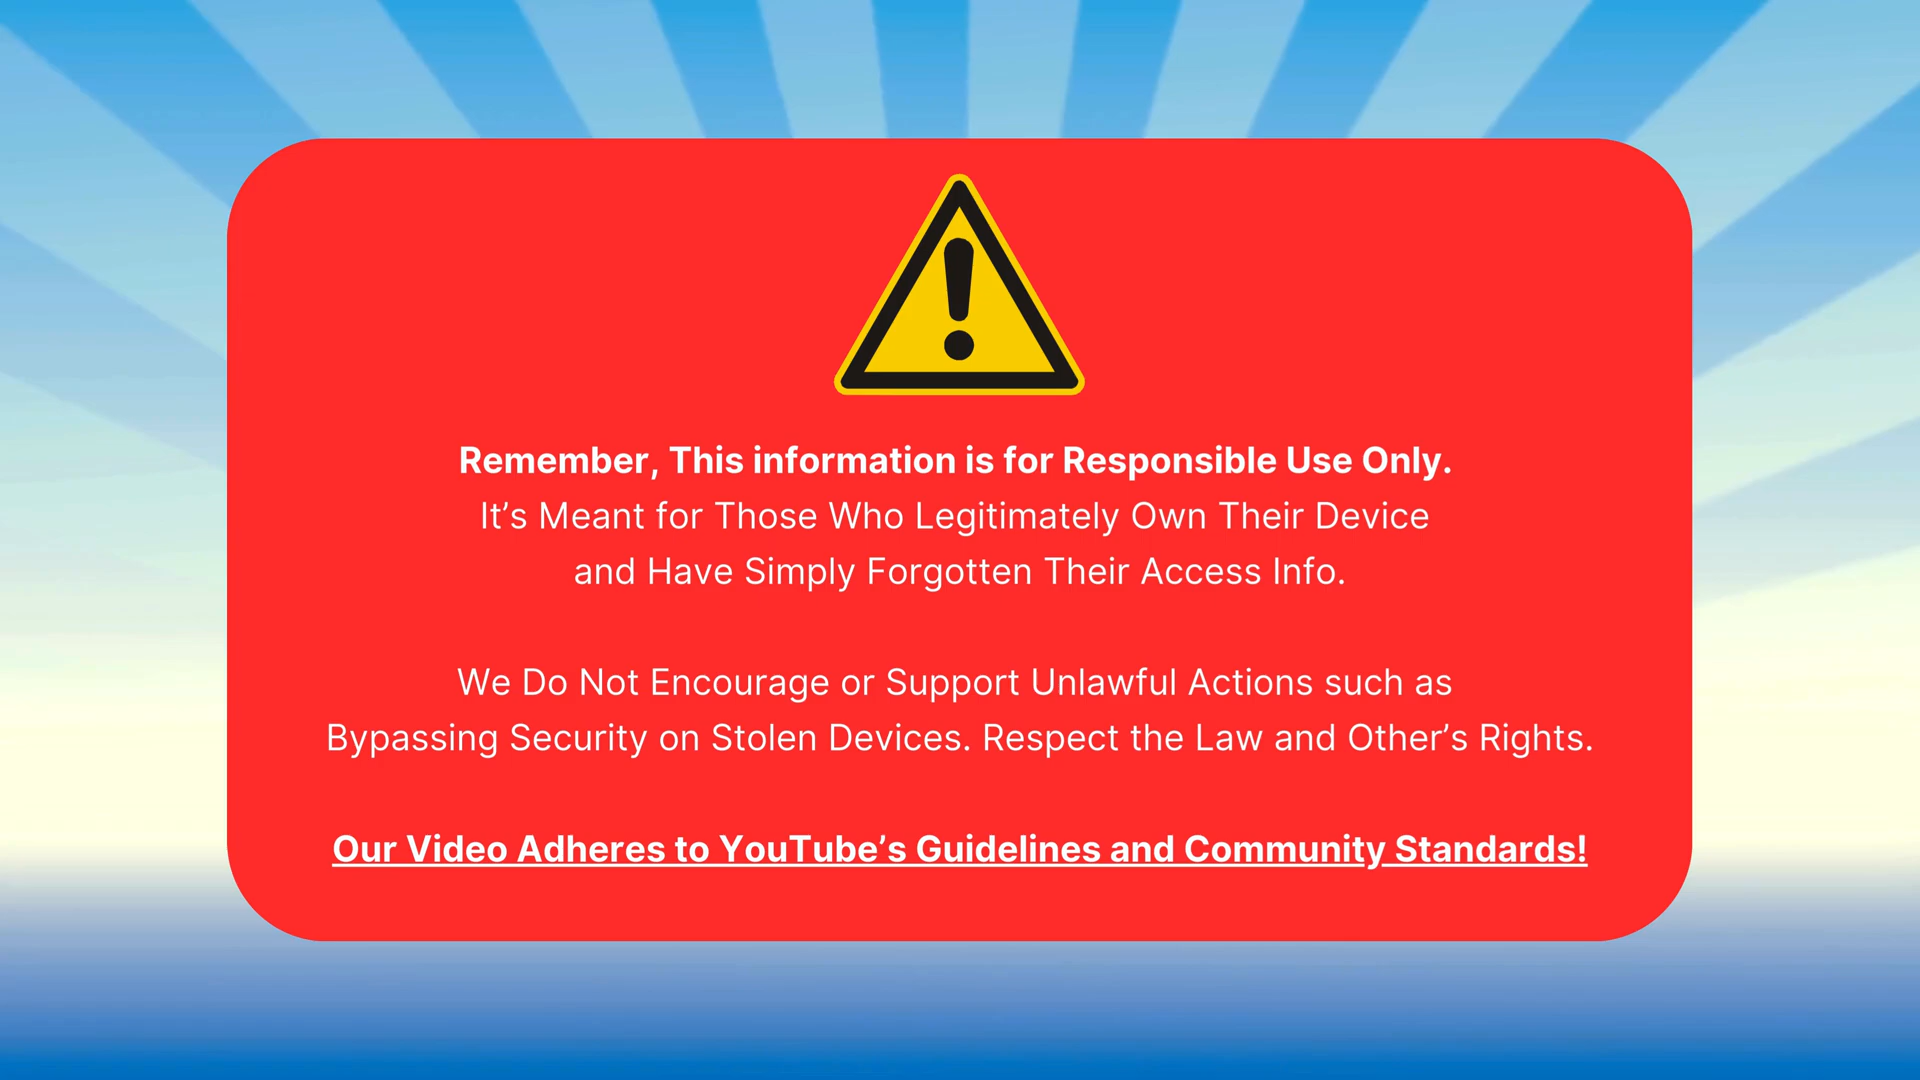 Remember, This information is for Responsible Use Only.
It’s Meant for Those Who Legitimately Own Their Device
and Have Simply Forgotten Their Access Info.
We Do Not Encourage or Support Unlawful Actions such as
Bypassing Security on Stolen Devices. Respect the Law and Other’s Rights.
Our Video Adheres to YouTube’s Guidelines and Community Standards!